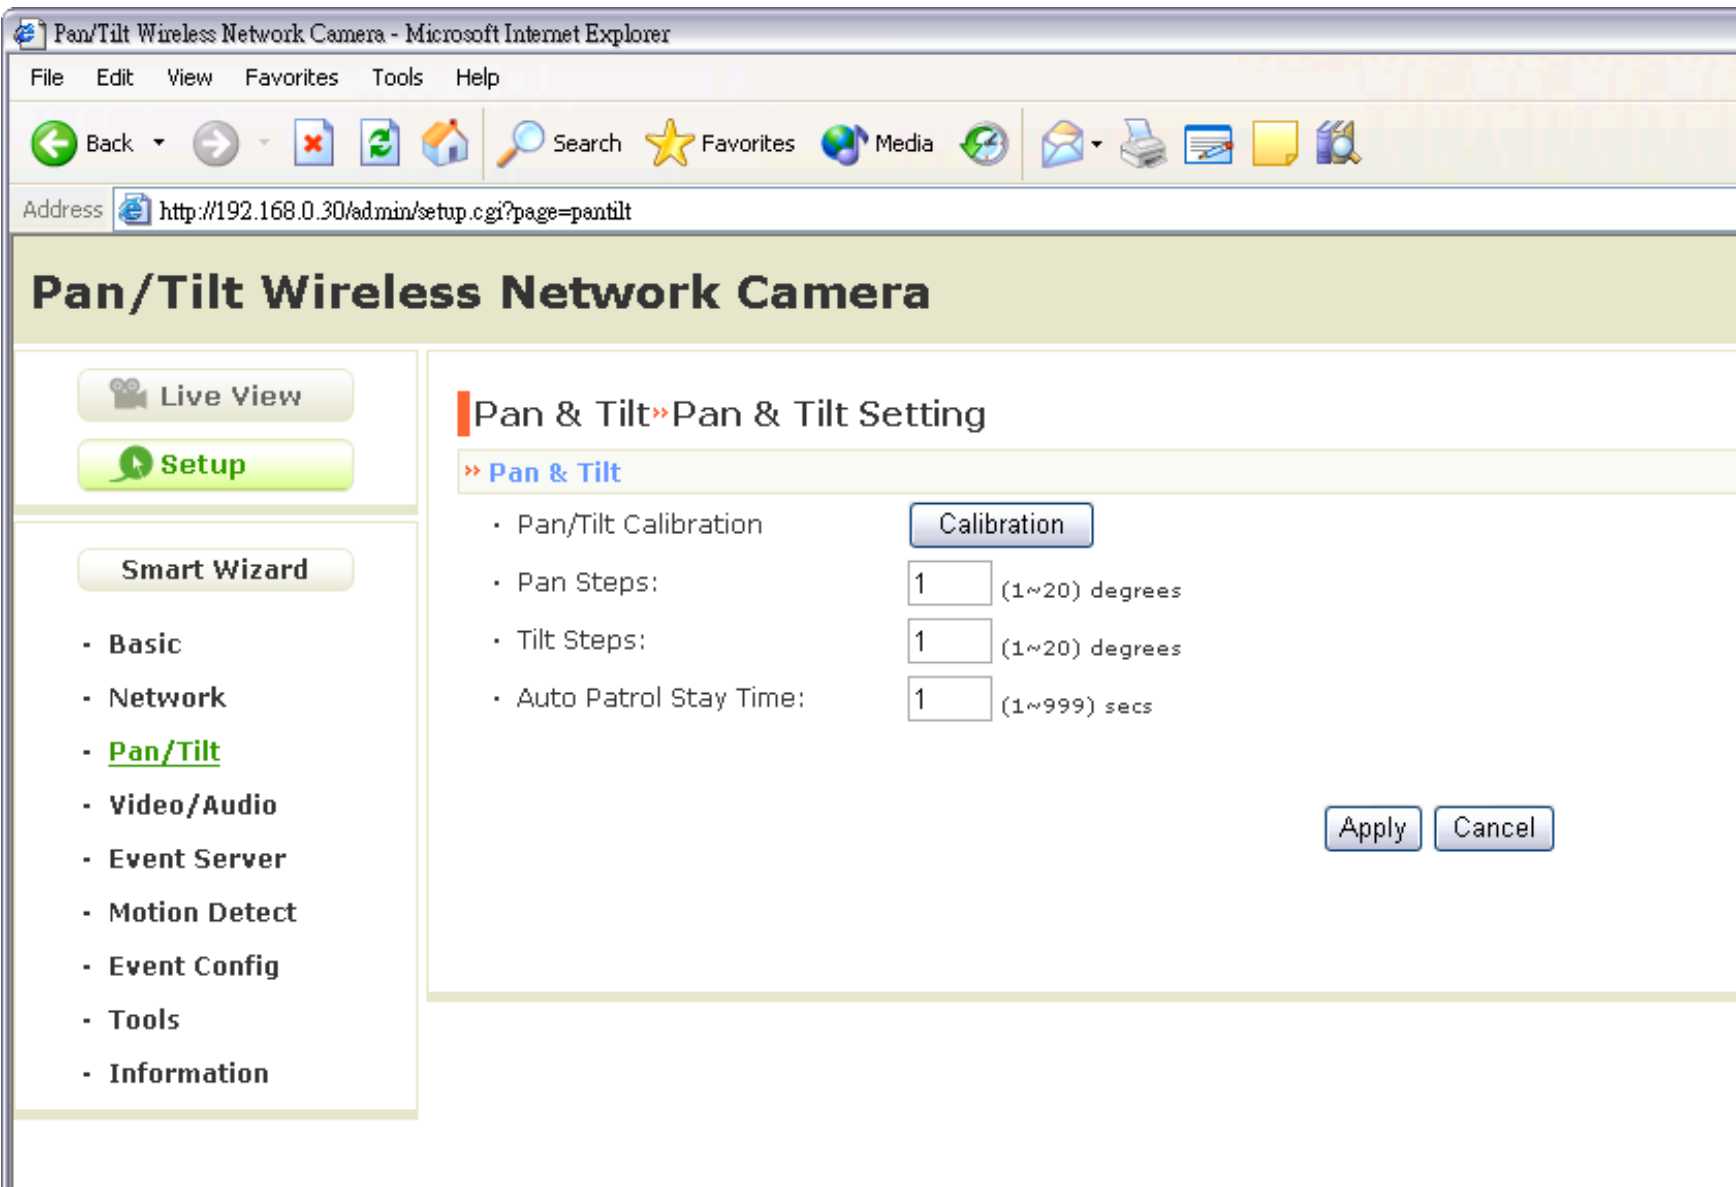 Pan/Tilt Wireless Network Camera - Microsoft Internet Explorer
File Edit View Favorites Tools Help
Back Search Favorites Media
Address http://192.168.0.30/admin/setup.cgi?page=pantilt
Pan/Tilt Wireless Network Camera
Live View
Setup
Smart Wizard
- Basic
- Network
- Pan/Tilt
- Video/Audio
- Event Server
- Motion Detect
- Event Config
- Tools
- Information
Pan & Tilt»Pan & Tilt Setting
» Pan & Tilt
· Pan/Tilt Calibration Calibration
· Pan Steps: 1 (1~20) degrees
· Tilt Steps: 1 (1~20) degrees
· Auto Patrol Stay Time: 1 (1~999) secs
Apply Cancel